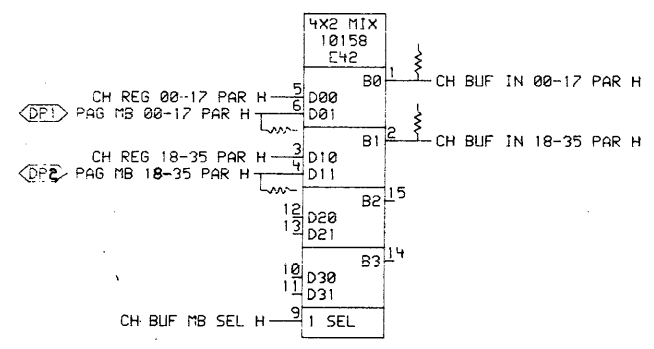 4X2 MIX
10158
E42
B0 1 CH BUF IN 00-17 PAR H
CH REG 00-17 PAR H 5 D00
DP1 PAG MB 00-17 PAR H 6 D01
B1 2 CH BUF IN 18-35 PAR H
CH REG 18-35 PAR H 3 D10
DP2 PAG MB 18-35 PAR H 4 D11
B2 15
12 D20
13 D21
B3 14
10 D30
11 D31
CH BUF MB SEL H 9 1 SEL